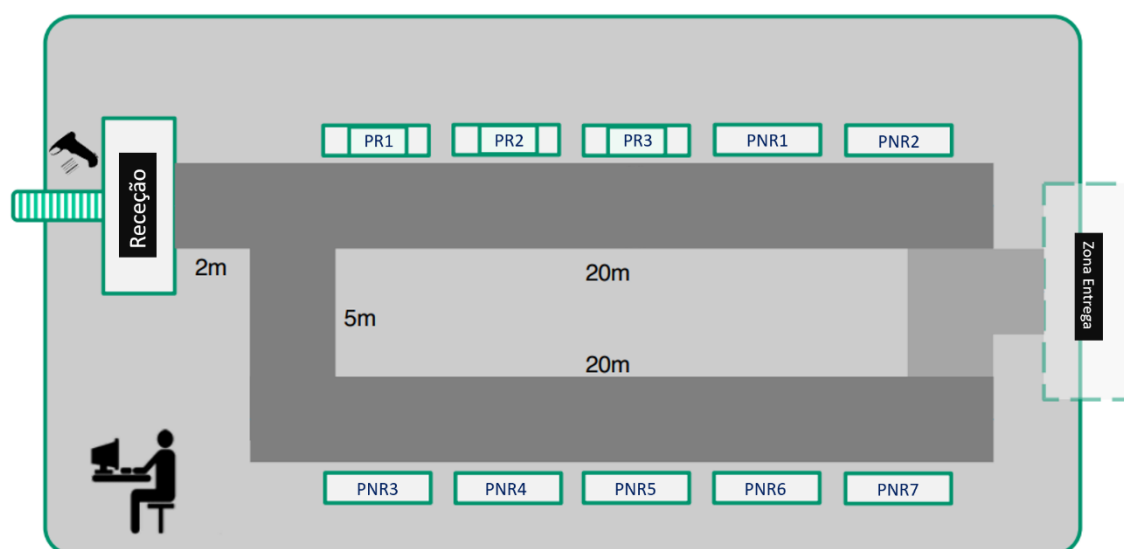 PR1
PR2
PR3
PNR1
PNR2
Receção
2m
20m
5m
20m
Zona Entrega
PNR3
PNR4
PNR5
PNR6
PNR7